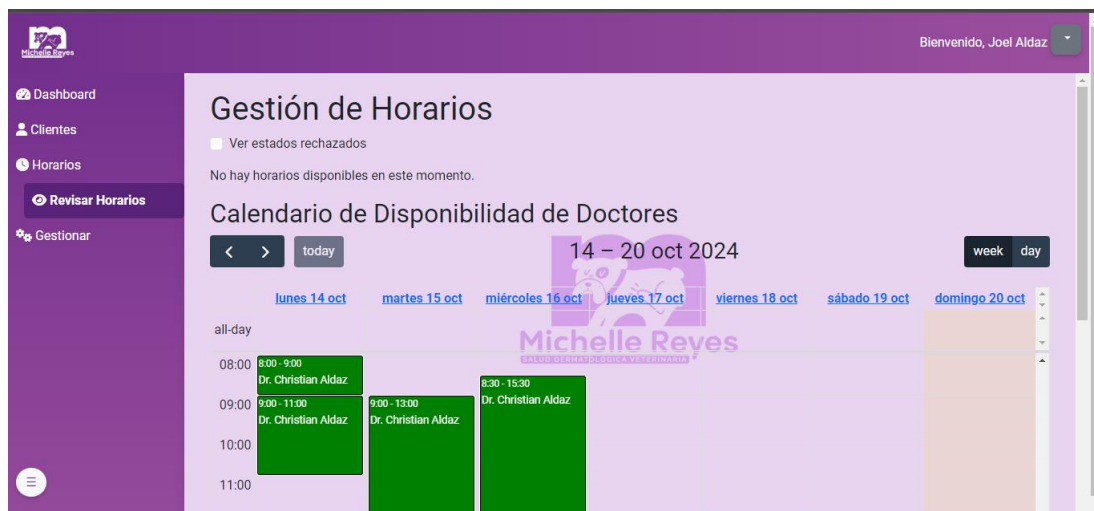 Michelle Reyes
Bienvenido, Joel Aldaz
Dashboard
Clientes
Horarios
Revisar Horarios
Gestionar
Gestión de Horarios
Ver estados rechazados
No hay horarios disponibles en este momento.
Calendario de Disponibilidad de Doctores
today
14 – 20 oct 2024
week day
lunes 14 oct martes 15 oct miércoles 16 oct jueves 17 oct viernes 18 oct sábado 19 oct domingo 20 oct
all-day
Michelle Reyes
SALUD DERMATOLÓGICA VETERINARIA
08:00
8:00 - 9:00
Dr. Christian Aldaz
8:30 - 15:30
Dr. Christian Aldaz
09:00
9:00 - 11:00
Dr. Christian Aldaz
9:00 - 13:00
Dr. Christian Aldaz
10:00
11:00